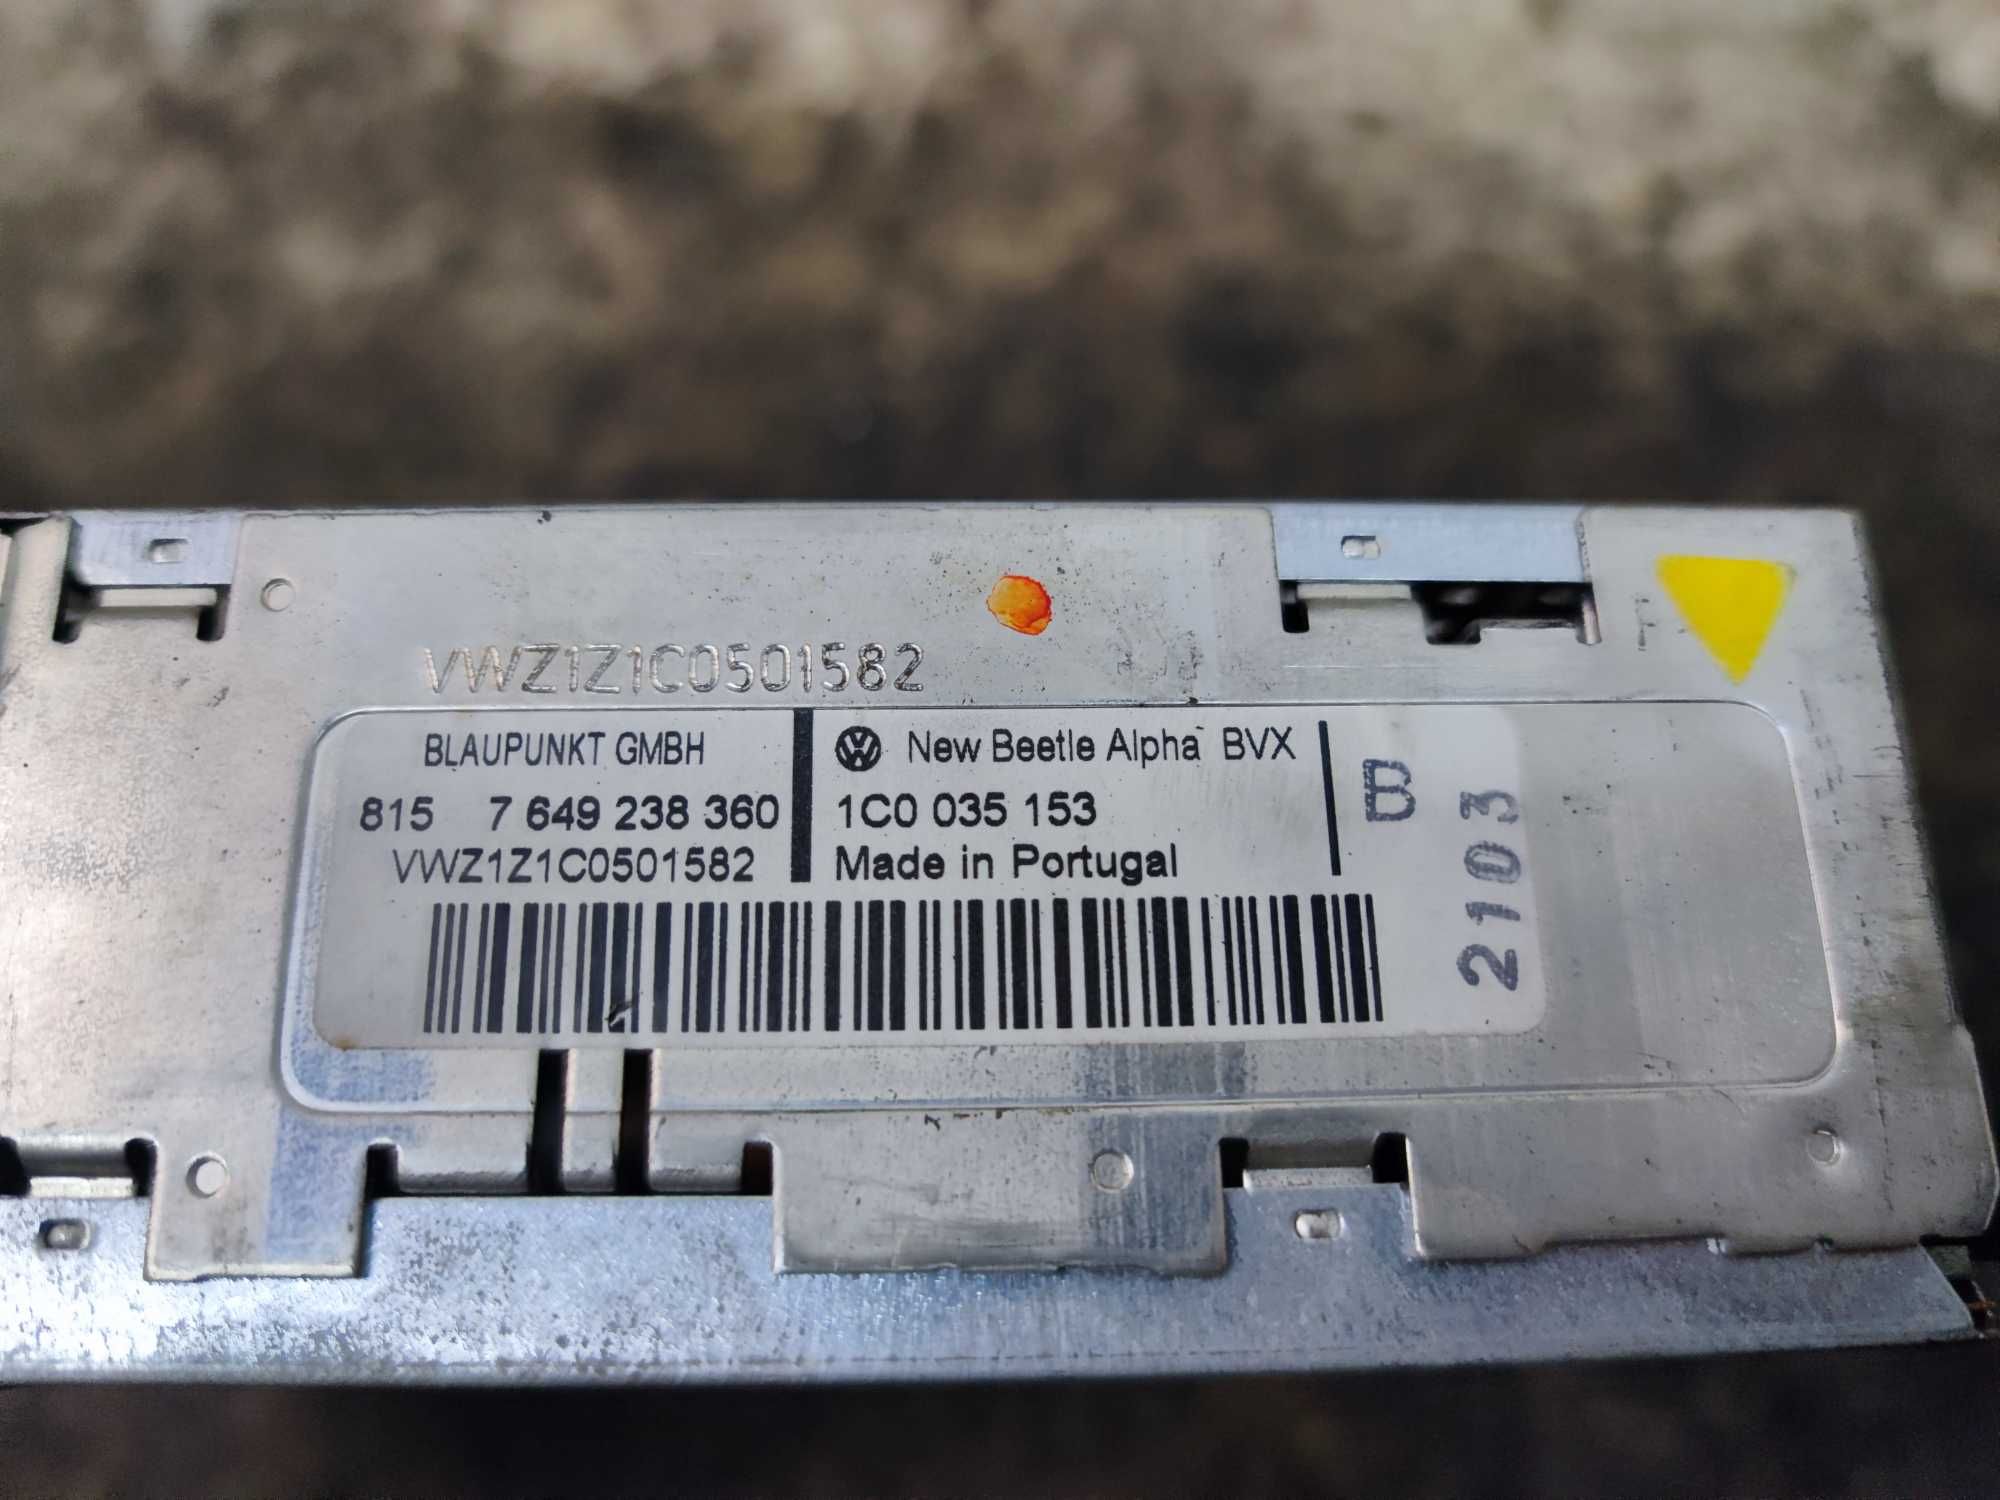 VWZ1Z1C0501582
BLAUPUNKT GMBH
815 7 649 238 360
VWZ1Z1C0501582
New Beetle Alpha BVX
1C0 035 153
Made in Portugal
B
2103